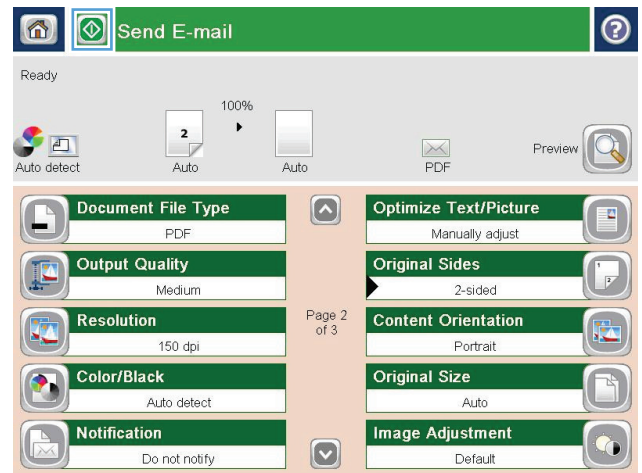 Send E-mail
?
Ready
100%
2
Auto detect
Auto
Auto
PDF
Preview
Document File Type
PDF
Output Quality
Medium
Resolution
150 dpi
Color/Black
Auto detect
Notification
Do not notify
Page 2
of 3
Optimize Text/Picture
Manually adjust
Original Sides
2-sided
1
2
Content Orientation
Portrait
Original Size
Auto
Image Adjustment
Default